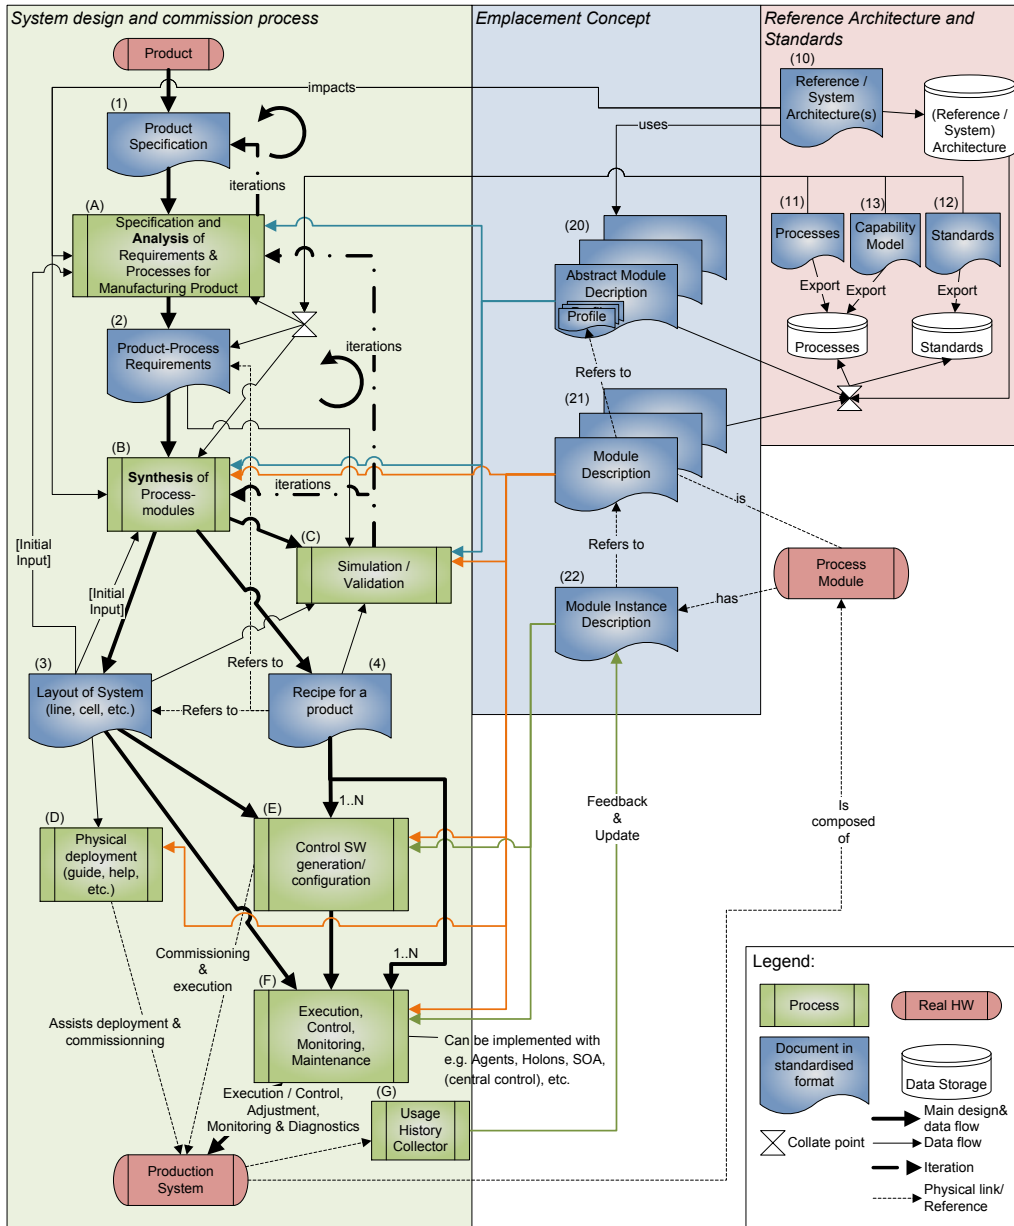 System design and commission process
Emplacement Concept
Reference Architecture and
Standards
Product
(1)
Product
Specification
impacts
iterations
(A)
Specification and
Analysis of
Requirements &
Processes for
Manufacturing Product
(2)
Product-Process
Requirements
iterations
(B)
Synthesis of
Process-
modules
iterations
(C)
Simulation /
Validation
[Initial
Input]
[Initial
Input]
(3)
Layout of System
(line, cell, etc.)
Refers to
Refers to
(4)
Recipe for a
product
1..N
(D)
Physical
deployment
(guide, help,
etc.)
(E)
Control SW
generation/
configuration
Commissioning
&
execution
1..N
(F)
Execution,
Control,
Monitoring,
Maintenance
Assists deployment &
commissionning
Can be implemented with
e.g. Agents, Holons, SOA,
(central control), etc.
Execution / Control,
Adjustment,
Monitoring & Diagnostics
(G)
Usage
History
Collector
Production
System
uses
(20)
Abstract Module
Decription
Profile
Refers to
(21)
Module
Description
Refers to
(22)
Module Instance
Description
is
has
Feedback
&
Update
(10)
Reference /
System
Architecture(s)
(Reference /
System)
Architecture
(11)
Processes
(13)
Capability
Model
(12)
Standards
Export
Export
Export
Processes
Standards
Process
Module
Is
composed
of
Legend:
Process
Real HW
Document in
standardised
format
Data Storage
Collate point
Main design&
data flow
Data flow
Iteration
Physical link/
Reference